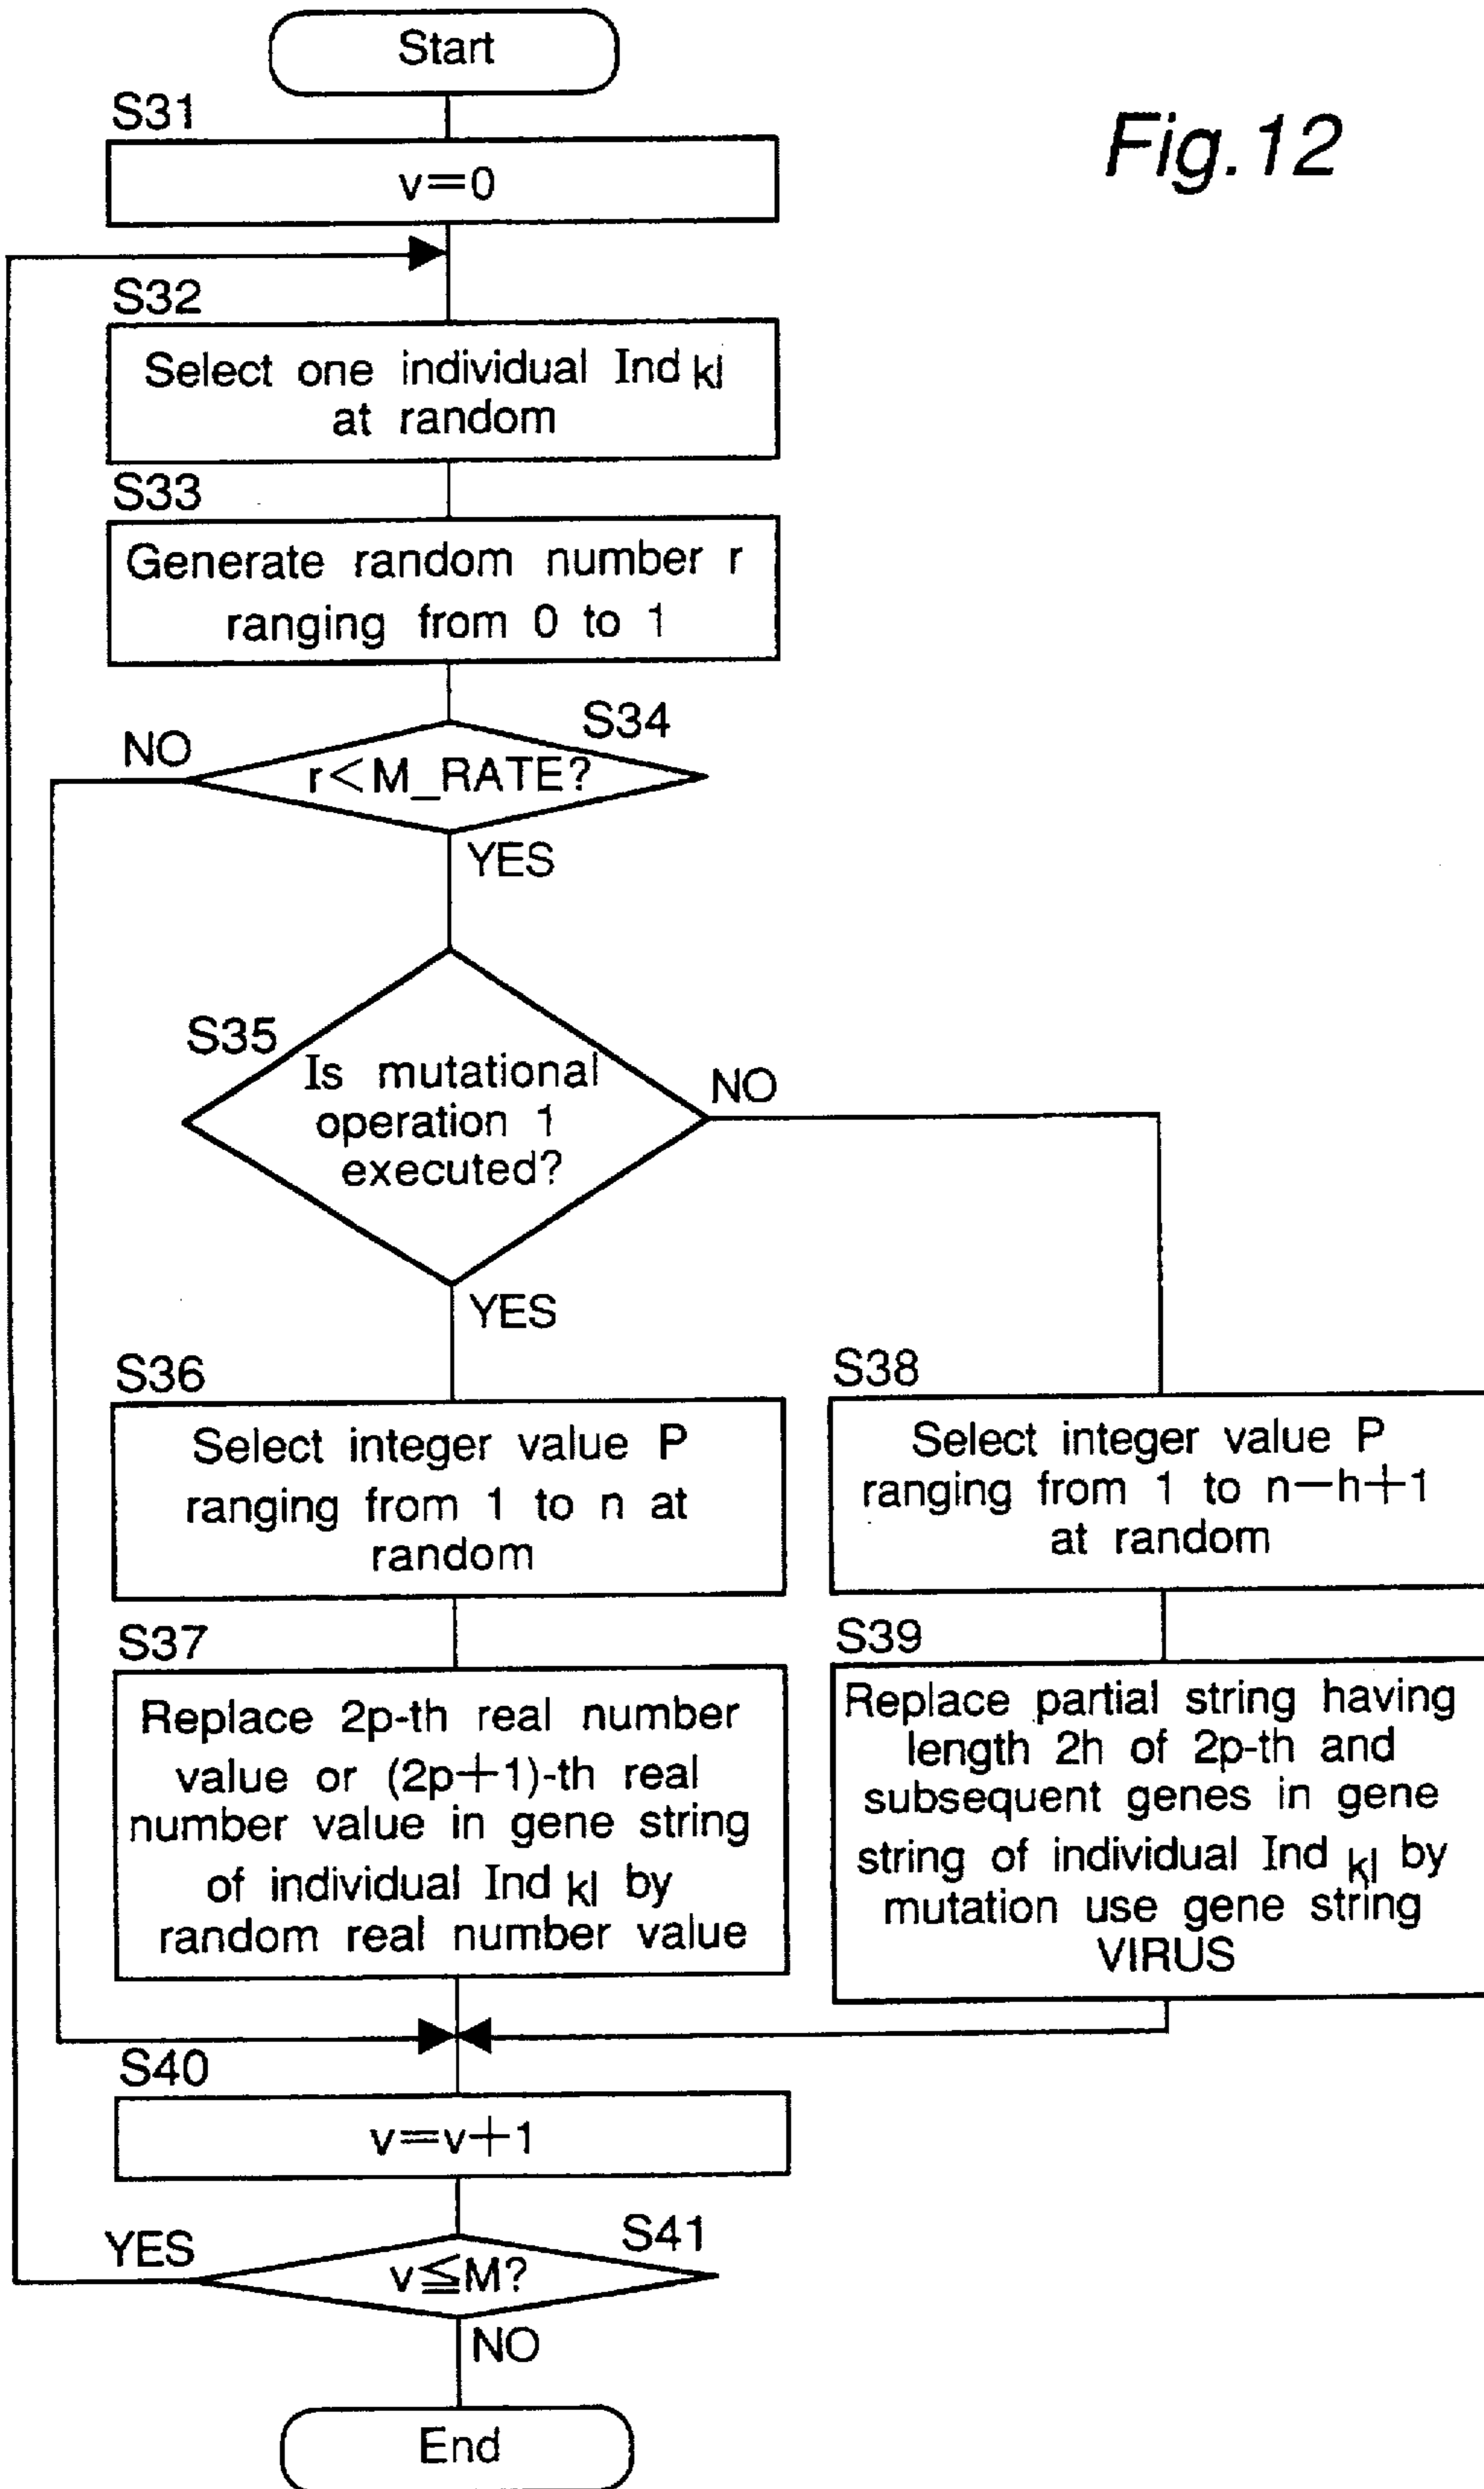 Start
Fig.12
S31
v=0
S32
Select one individual Ind kl
at random
S33
Generate random number r
ranging from 0 to 1
S34
NO
r<M_RATE?
YES
S35
Is mutational
operation 1
executed?
NO
YES
S36
Select integer value P
ranging from 1 to n at
random
S38
Select integer value P
ranging from 1 to n−h+1
at random
S37
Replace 2p-th real number
value or (2p+1)-th real
number value in gene string
of individual Ind kl by
random real number value
S39
Replace partial string having
length 2h of 2p-th and
subsequent genes in gene
string of individual Ind kl by
mutation use gene string
VIRUS
S40
v=v+1
YES
S41
v≦M?
NO
End